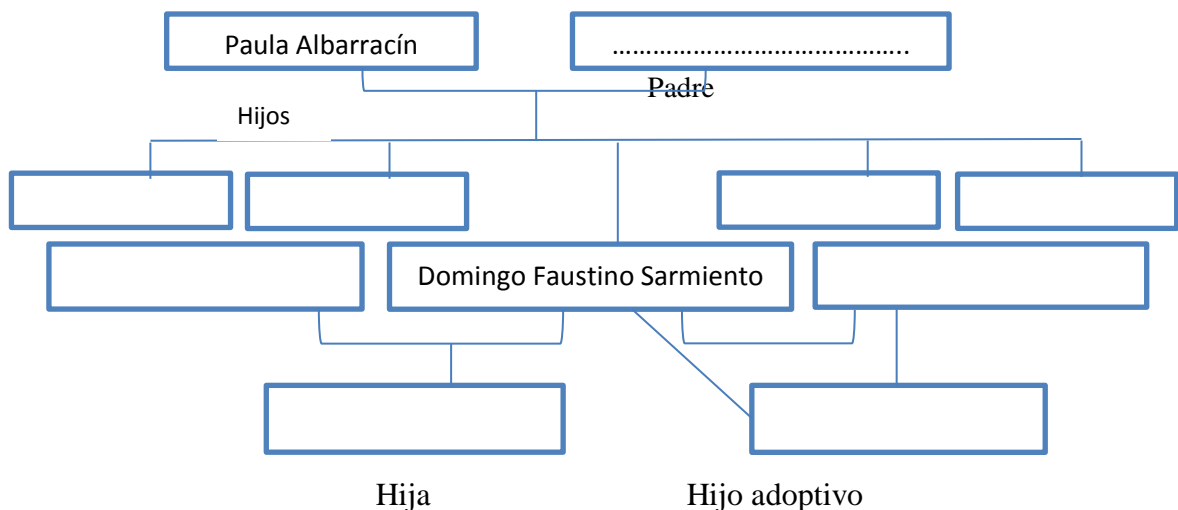 Paula Albarracín
……………………………………..
Padre
Hijos
Domingo Faustino Sarmiento
Hija
Hijo adoptivo